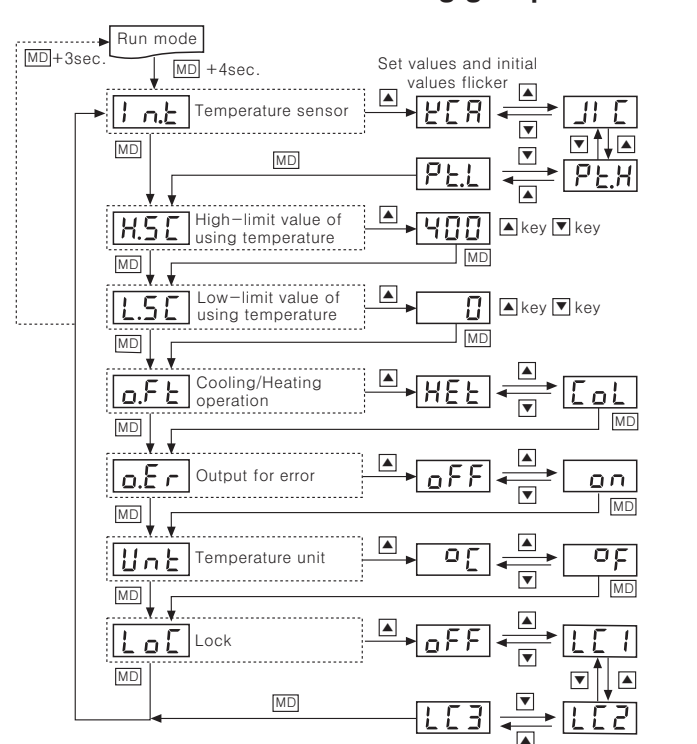 Run mode
MD +3sec.
MD +4sec.
Set values and initial
values flicker
In.t Temperature sensor ▲ KCA ▲ ▼ JIC
MD
▼ ▲
MD
Pt.L ▼ ▲ Pt.H
H.SC High-limit value of
using temperature
▲ 400 ▲ key ▼ key
MD MD
L.SC Low-limit value of
using temperature
▲ 0 ▲ key ▼ key
MD MD
o.Ft Cooling/Heating
operation
▲ HEt ▲ ▼ CoL
MD MD
o.Er Output for error ▲ oFF ▲ ▼ on
MD MD
Unt Temperature unit ▲ °C ▲ ▼ °F
MD MD
LoC Lock ▲ oFF ▲ ▼ LC1
MD
▼ ▲
MD
LC3 ▼ ▲ LC2